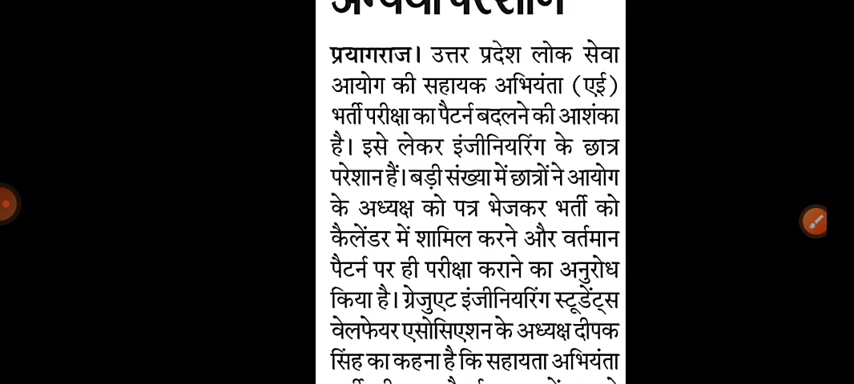 प्रयागराज। उत्तर प्रदेश लोक सेवा
आयोग की सहायक अभियंता (एई)
भर्ती परीक्षा का पैटर्न बदलने की आशंका
है। इसे लेकर इंजीनियरिंग के छात्र
परेशान हैं। बड़ी संख्या में छात्रों ने आयोग
के अध्यक्ष को पत्र भेजकर भर्ती को
कैलेंडर में शामिल करने और वर्तमान
पैटर्न पर ही परीक्षा कराने का अनुरोध
किया है। ग्रेजुएट इंजीनियरिंग स्टूडेंट्स
वेलफेयर एसोसिएशन के अध्यक्ष दीपक
सिंह का कहना है कि सहायता अभियंता